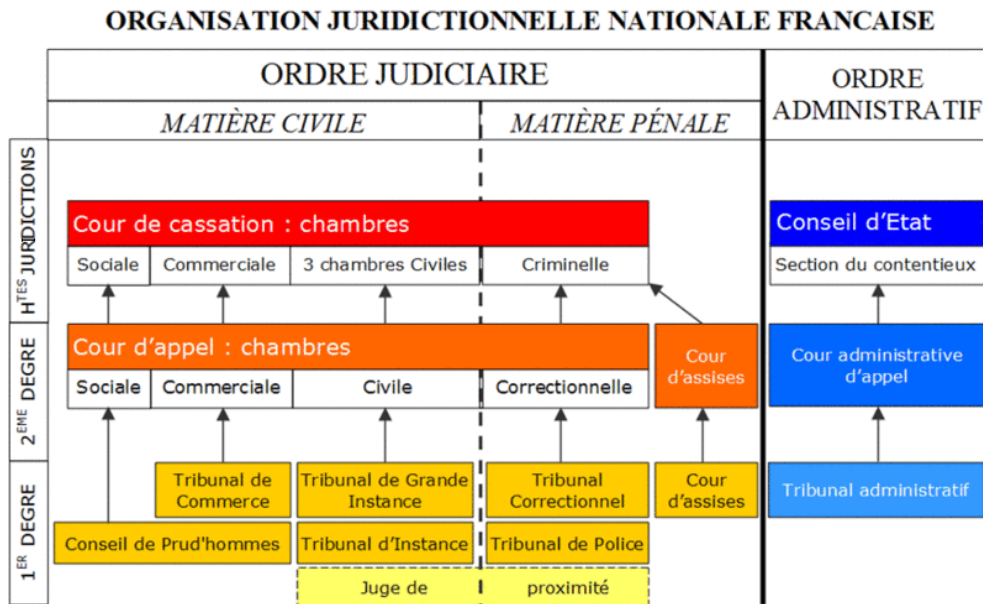 ORGANISATION JURIDICTIONNELLE NATIONALE FRANCAISE
ORDRE JUDICIAIRE
ORDRE
ADMINISTRATIF
MATIÈRE CIVILE
MATIÈRE PÉNALE
HTES JURIDICTIONS
Cour de cassation : chambres
Conseil d'Etat
Sociale
Commerciale
3 chambres Civiles
Criminelle
Section du contentieux
2EME DEGRE
Cour d'appel : chambres
Cour
d'assises
Cour administrative
d'appel
Sociale
Commerciale
Civile
Correctionnelle
1ER DEGRE
Tribunal de
Commerce
Tribunal de Grande
Instance
Tribunal
Correctionnel
Cour
d'assises
Tribunal administratif
Conseil de Prud'hommes
Tribunal d'Instance
Tribunal de Police
Juge de
proximité